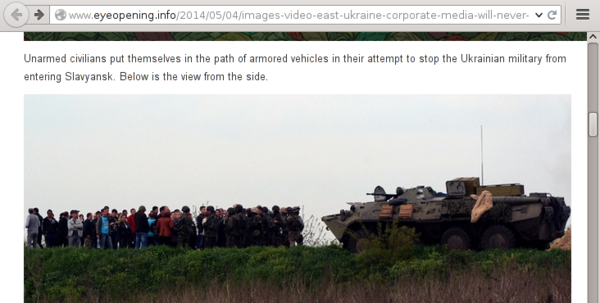 www.eyeopening.info/2014/05/04/images-video-east-ukraine-corporate-media-will-never-
Unarmed civilians put themselves in the path of armored vehicles in their attempt to stop the Ukrainian military from
entering Slavyansk. Below is the view from the side.